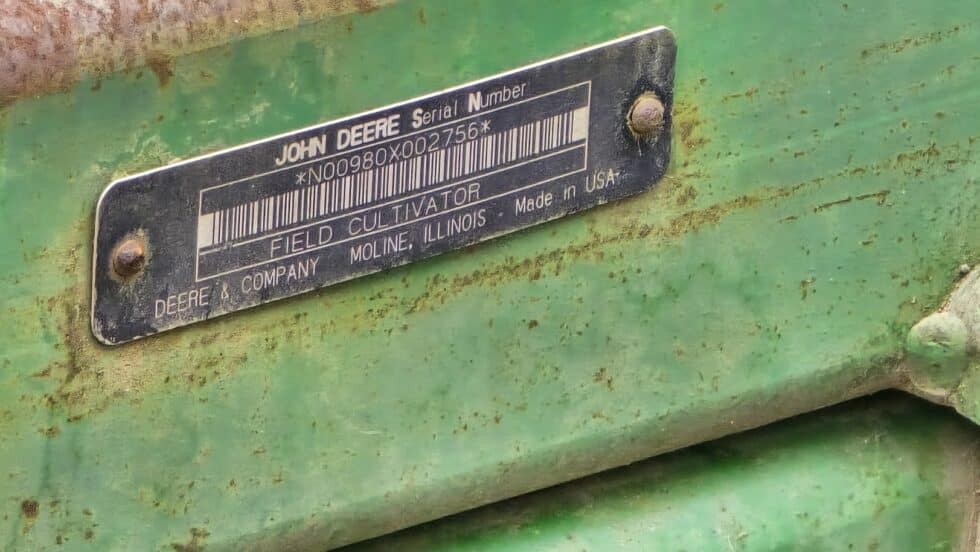 JOHN DEERE Serial Number
*N00980X002756*
FIELD CULTIVATOR
DEERE & COMPANY MOLINE, ILLINOIS Made in USA